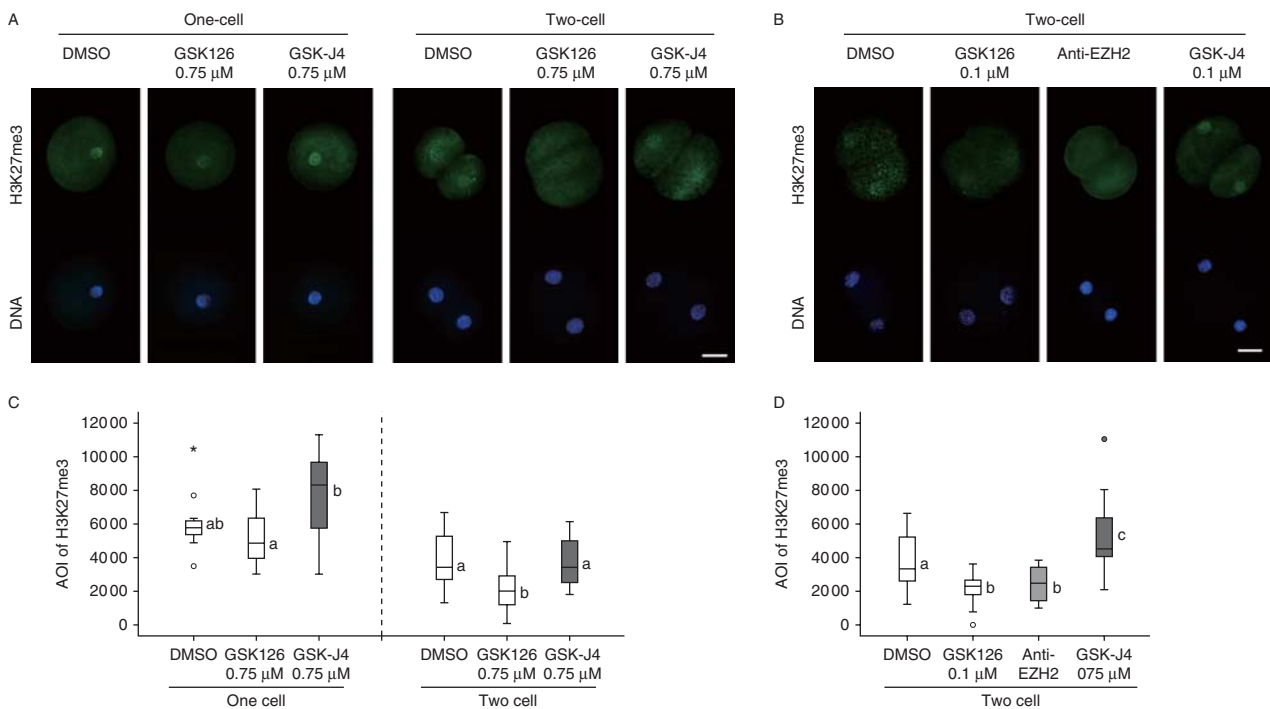 A
One-cell
Two-cell
DMSO
GSK126
0.75 μM
GSK-J4
0.75 μM
DMSO
GSK126
0.75 μM
GSK-J4
0.75 μM
H3K27me3
DNA
B
Two-cell
DMSO
GSK126
0.1 μM
Anti-EZH2
GSK-J4
0.1 μM
H3K27me3
DNA
C
AOI of H3K27me3
12000
10000
8000
6000
4000
2000
0
*
ab
a
b
a
b
a
DMSO
GSK126
0.75 μM
GSK-J4
0.75 μM
DMSO
GSK126
0.75 μM
GSK-J4
0.75 μM
One cell
Two cell
D
AOI of H3K27me3
12000
10000
8000
6000
4000
2000
0
a
b
b
c
DMSO
GSK126
0.1 μM
Anti-
EZH2
GSK-J4
075 μM
Two cell